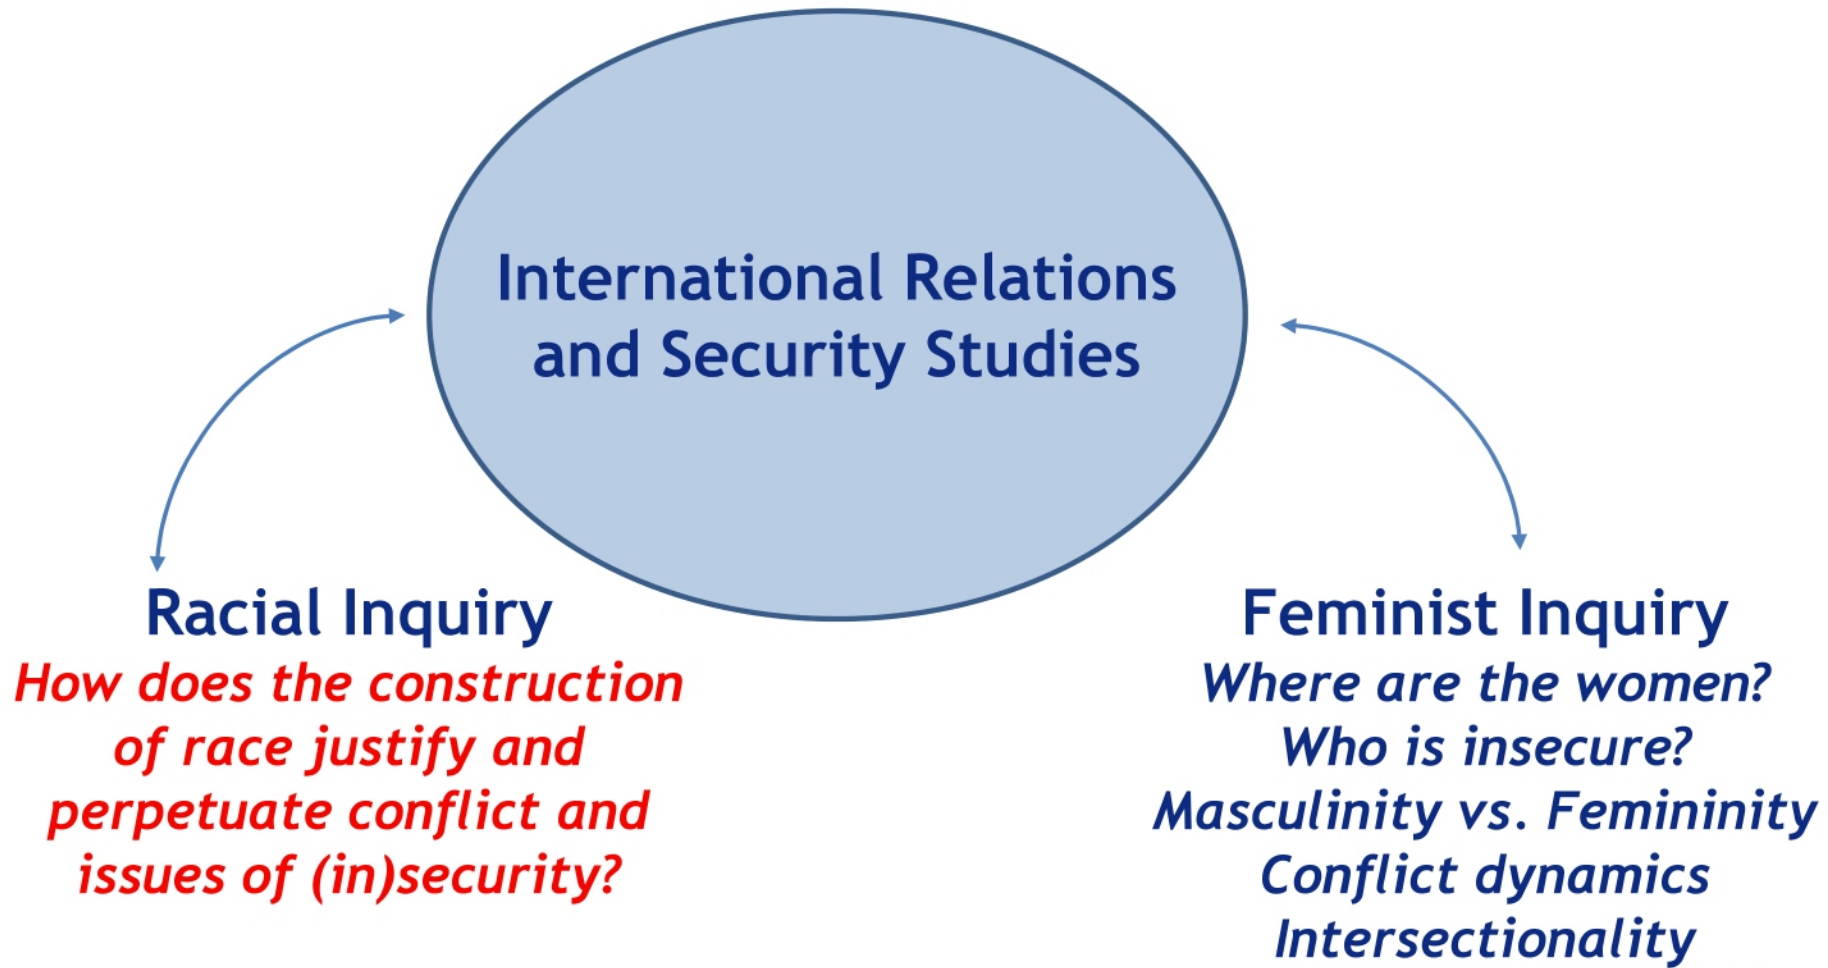 International Relations
and Security Studies
Racial Inquiry
How does the construction
of race justify and
perpetuate conflict and
issues of (in)security?
Feminist Inquiry
Where are the women?
Who is insecure?
Masculinity vs. Femininity
Conflict dynamics
Intersectionality